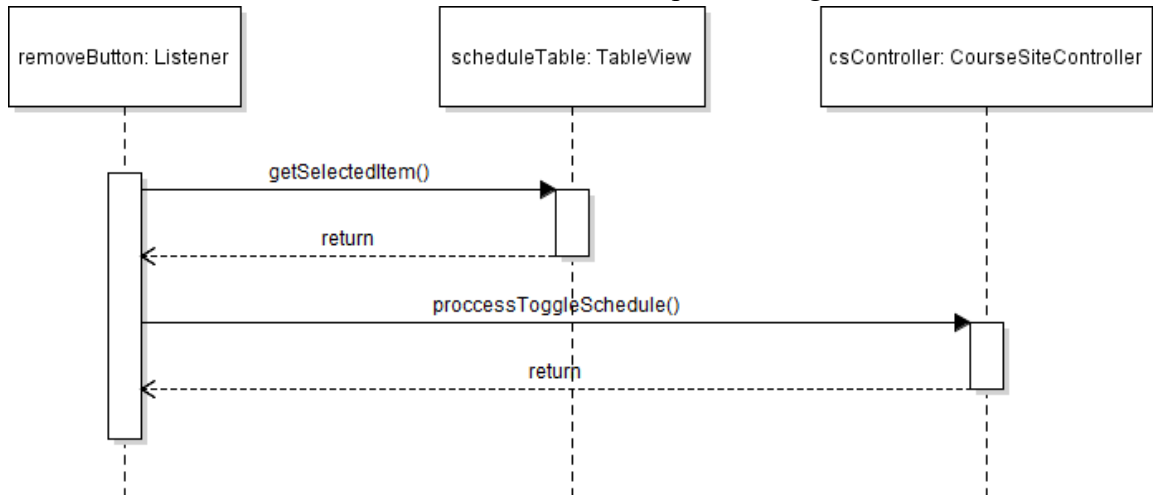 removeButton: Listener
scheduleTable: TableView
csController: CourseSiteController
getSelectedItem()
return
proccessToggleSchedule()
return